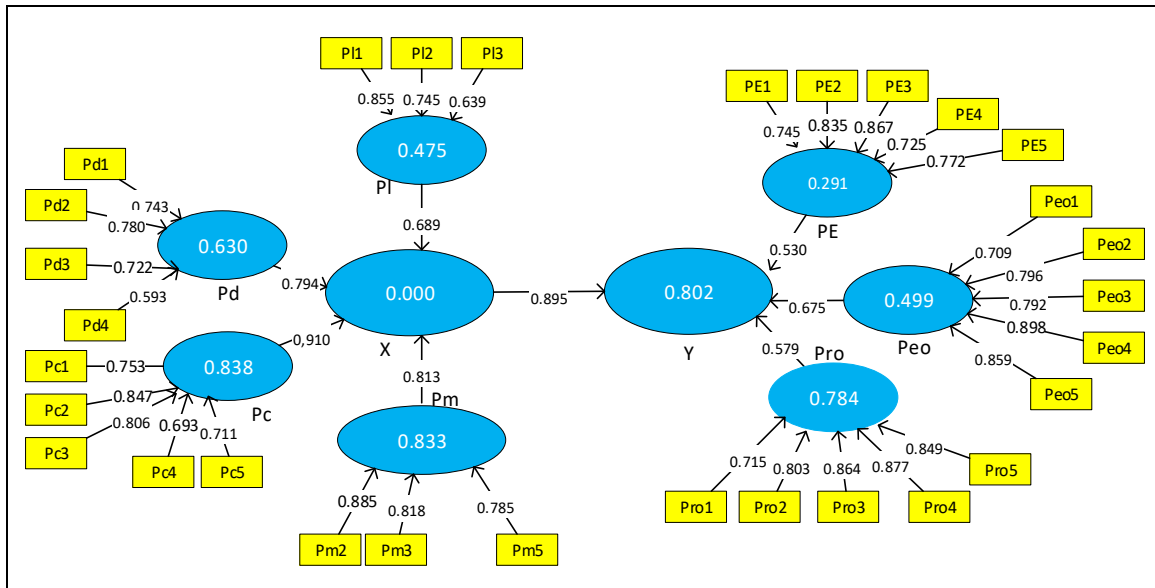 Pl1 Pl2 Pl3
0.855 0.745 0.639
0.475
Pl
0.689
PE1 PE2 PE3
PE4
PE5
0.745 0.835 0.867
0.725
0.772
0.291
PE
0.530
Pd1
Pd2
Pd3
Pd4
0.743
0.780
0.722
0.593
0.630
Pd
0.794
0.000
X
0.895
0.802
Y
Peo1
Peo2
Peo3
Peo4
Peo5
0.709
0.796
0.792
0.898
0.859
0.499
Peo
0.675
Pc1
Pc2
Pc3
Pc4 Pc5
0.753
0.847
0.806
0.693
0.711
0.838
Pc
0,910
0.813
Pm
0.833
0.885
0.818
0.785
Pm2 Pm3 Pm5
0.579
Pro
0.784
0.715 0.803 0.864 0.877 0.849
Pro1 Pro2 Pro3 Pro4
Pro5